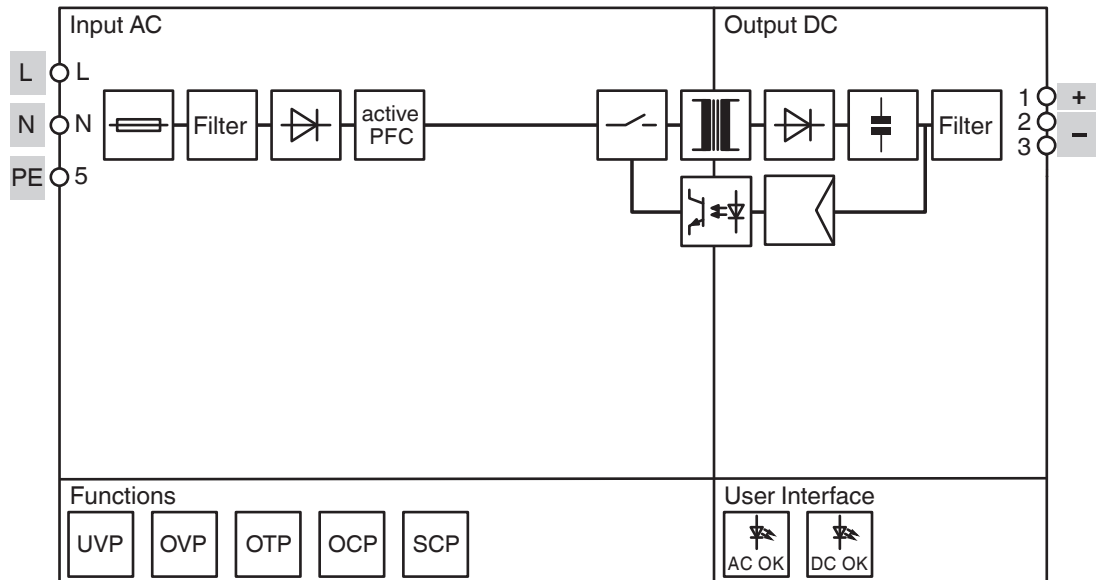 Input AC
Output DC
L
L
N
N
PE
5
Filter
active
PFC
Filter
1
+
2
−
3
Functions
UVP
OVP
OTP
OCP
SCP
User Interface
AC OK
DC OK